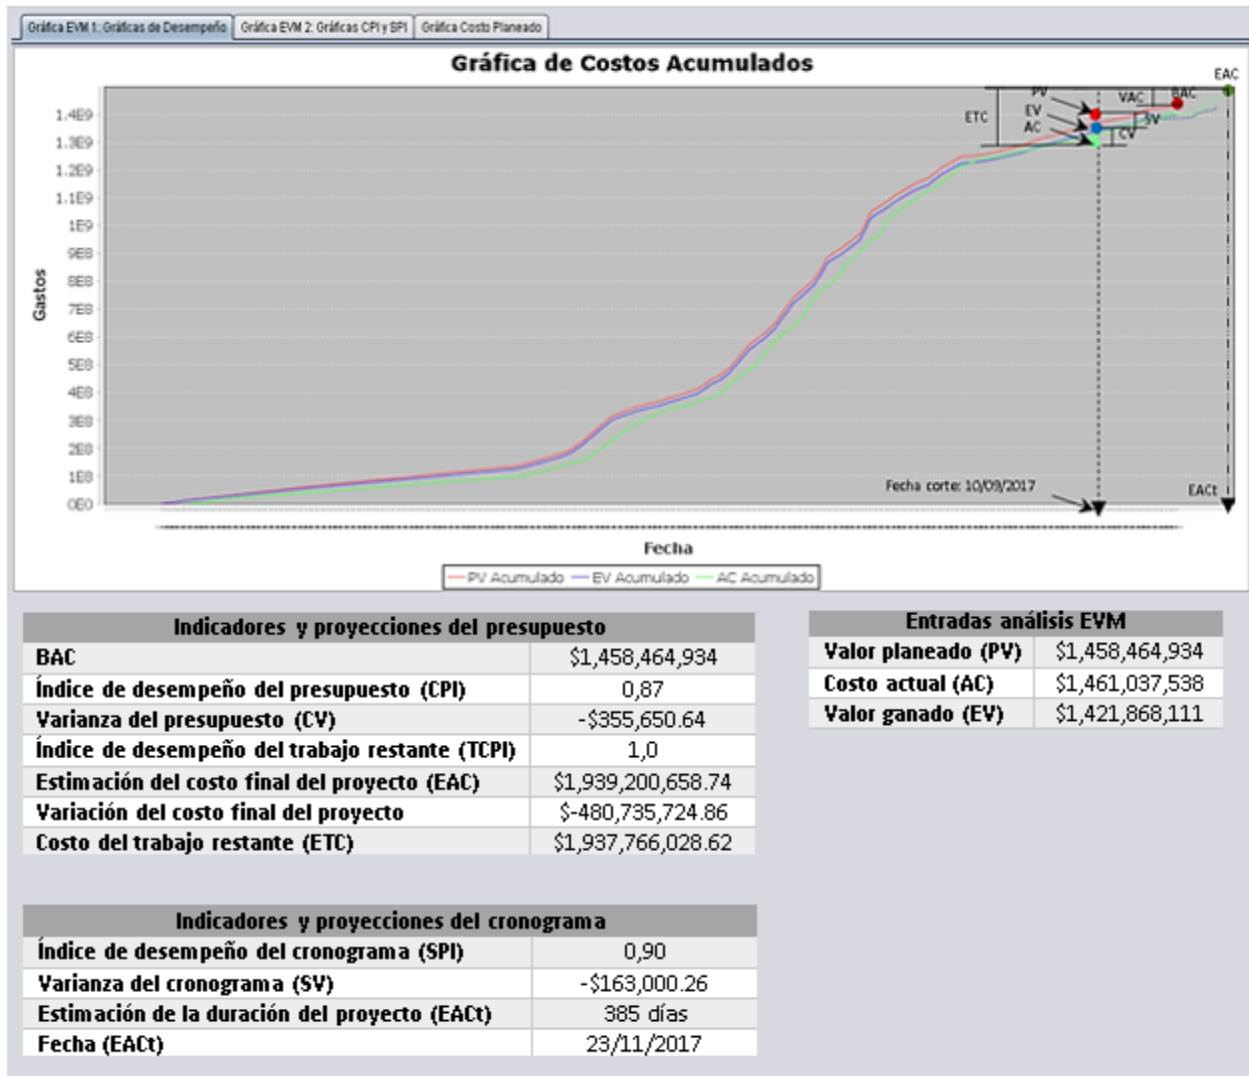 Gráfica EVM 1: Gráficas de Desempeño Gráfica EVM 2: Gráficas CPI y SPI Gráfica Costo Planeado
Gráfica de Costos Acumulados
EAC
PV
VAC
BAC
ETC
EV
SV
AC
CV
1.4E9
1.3E9
1.2E9
1.1E9
1E9
9E8
8E8
7E8
6E8
5E8
4E8
3E8
2E8
1E8
0E0
Gastos
Fecha corte: 10/09/2017
EACt
Fecha
PV Acumulado EV Acumulado AC Acumulado
Indicadores y proyecciones del presupuesto
BAC $1,458,464,934
Índice de desempeño del presupuesto (CPI) 0,87
Varianza del presupuesto (CV) -$355,650.64
Índice de desempeño del trabajo restante (TCPI) 1,0
Estimación del costo final del proyecto (EAC) $1,939,200,658.74
Variación del costo final del proyecto $-480,735,724.86
Costo del trabajo restante (ETC) $1,937,766,028.62
Entradas análisis EVM
Valor planeado (PV) $1,458,464,934
Costo actual (AC) $1,461,037,538
Valor ganado (EV) $1,421,868,111
Indicadores y proyecciones del cronograma
Índice de desempeño del cronograma (SPI) 0,90
Varianza del cronograma (SV) -$163,000.26
Estimación de la duración del proyecto (EACt) 385 días
Fecha (EACt) 23/11/2017